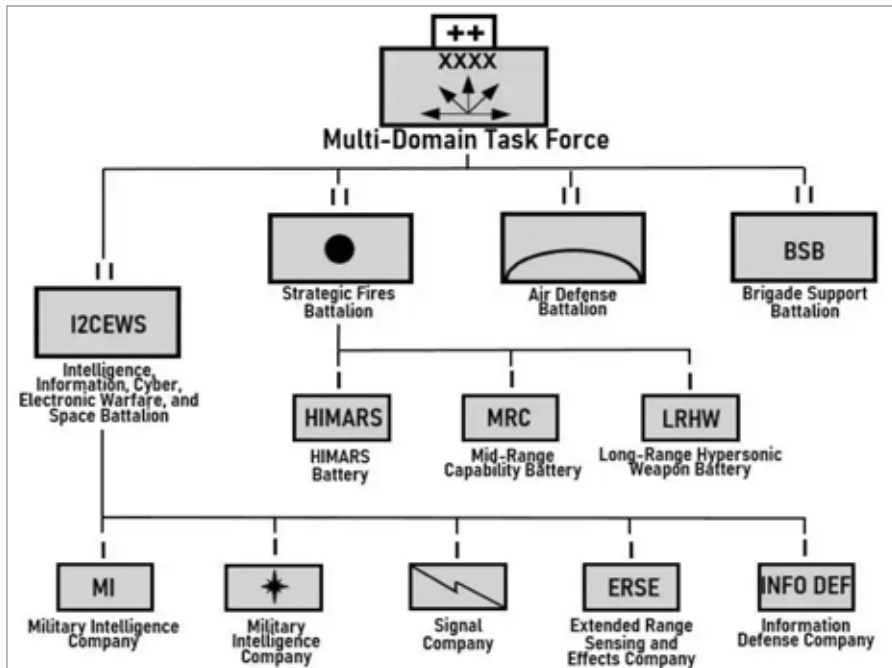 ++
XXXX
Multi-Domain Task Force
II
I2CEWS
Intelligence,
Information, Cyber,
Electronic Warfare, and
Space Battalion
II
Strategic Fires
Battalion
II
Air Defense
Battalion
II
BSB
Brigade Support
Battalion
I
HIMARS
HIMARS
Battery
I
MRC
Mid-Range
Capability Battery
I
LRHW
Long-Range Hypersonic
Weapon Battery
I
MI
Military Intelligence
Company
I
Military
Intelligence
Company
I
Signal
Company
I
ERSE
Extended Range
Sensing and
Effects Company
I
INFO DEF
Information
Defense Company